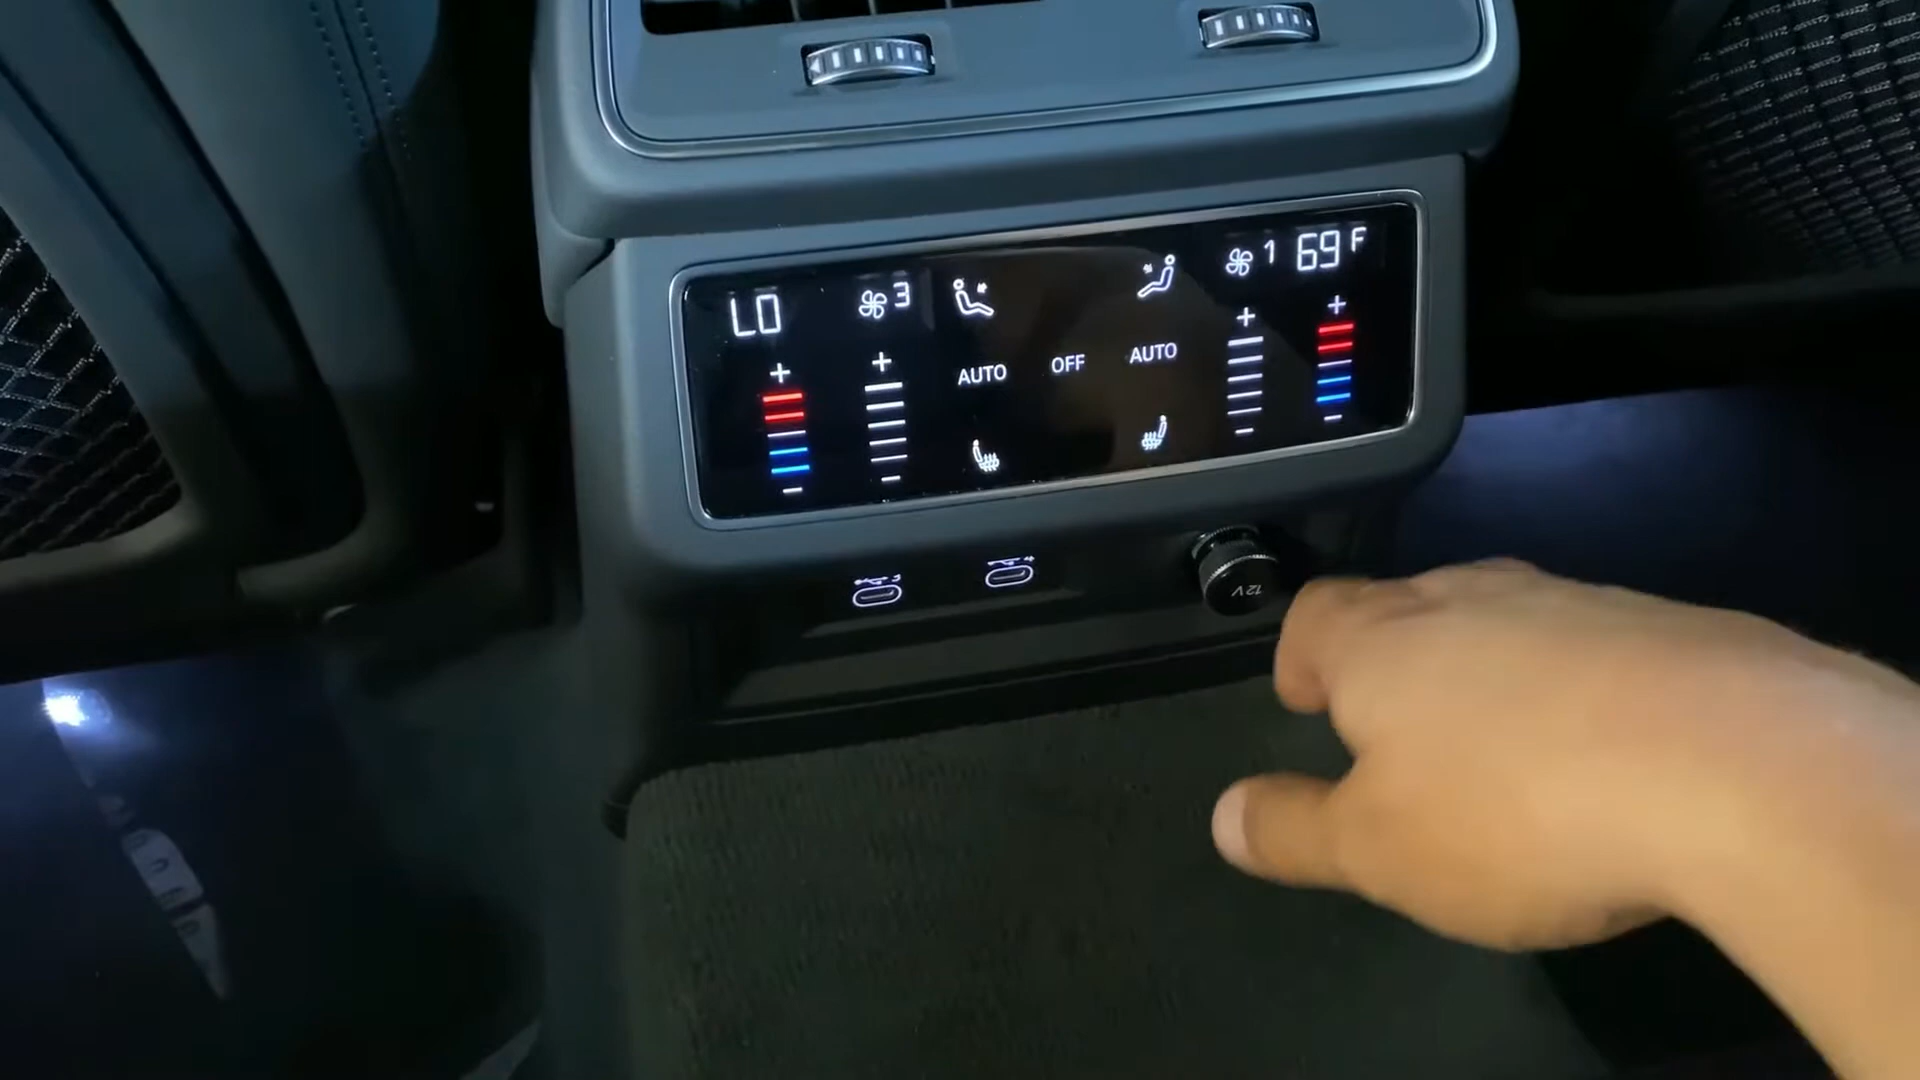 LO 3 1 69 F
+ + + +
AUTO OFF AUTO
- - - -
12V